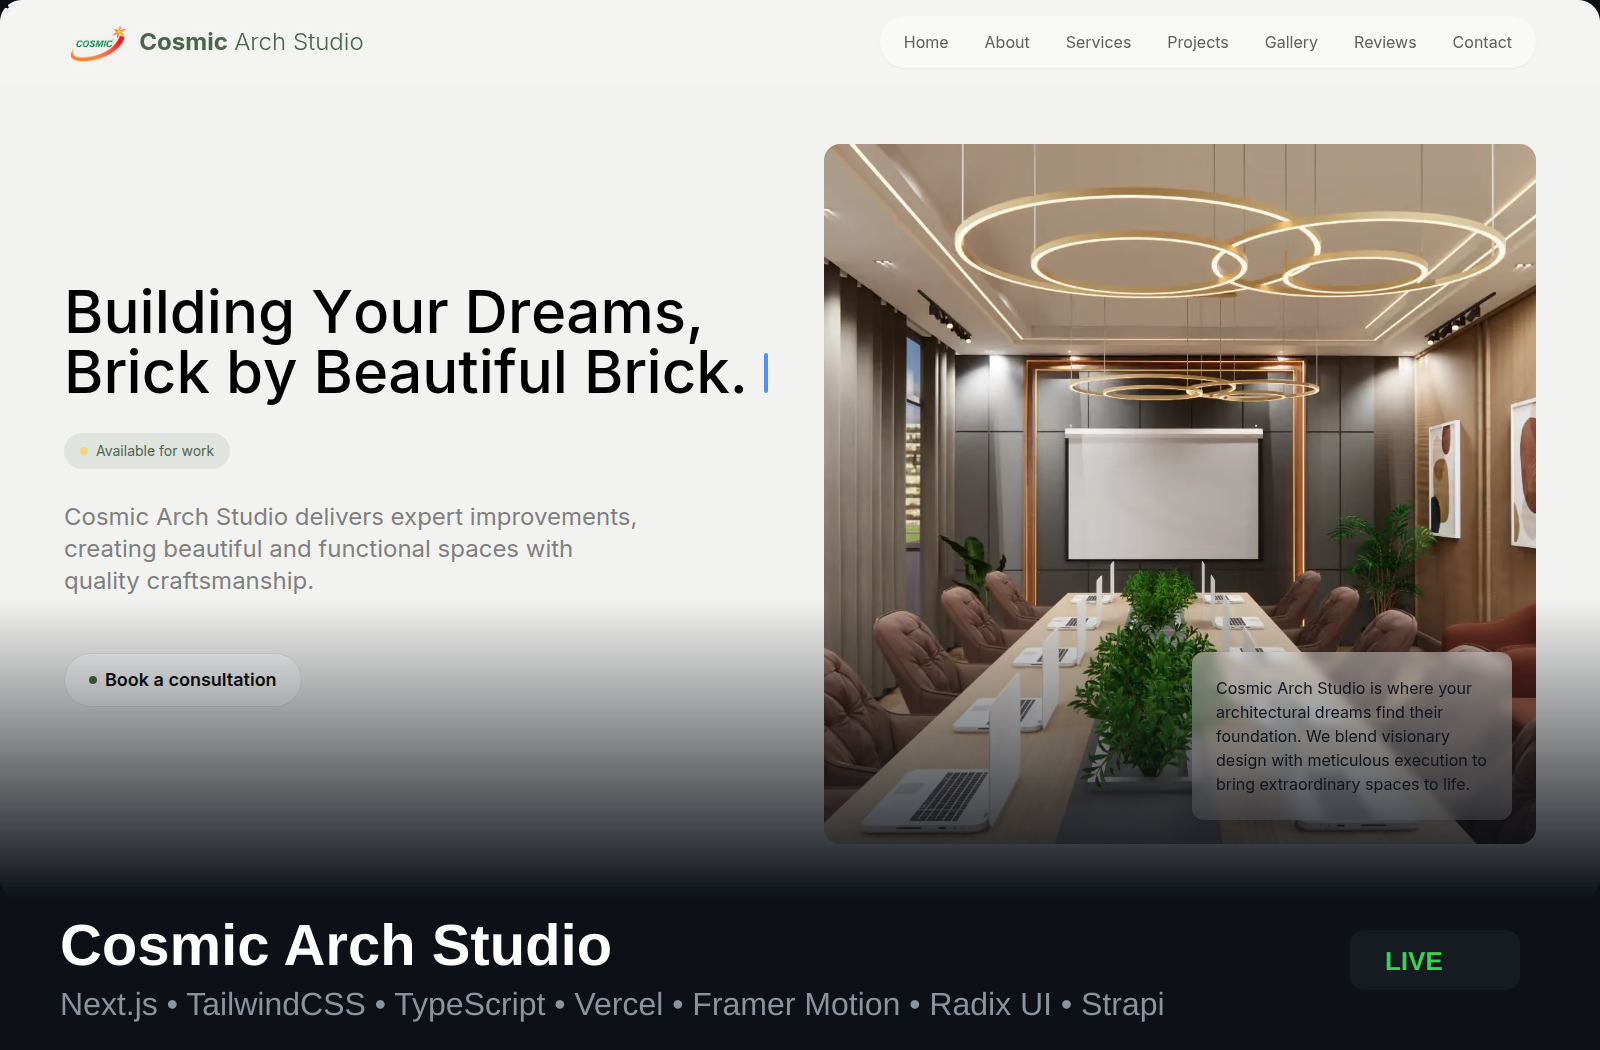 COSMIC
Cosmic Arch Studio
Home About Services Projects Gallery Reviews Contact
Building Your Dreams,
Brick by Beautiful Brick.
Available for work
Cosmic Arch Studio delivers expert improvements,
creating beautiful and functional spaces with
quality craftsmanship.
Book a consultation
Cosmic Arch Studio is where your
architectural dreams find their
foundation. We blend visionary
design with meticulous execution to
bring extraordinary spaces to life.
Cosmic Arch Studio
LIVE
Next.js • TailwindCSS • TypeScript • Vercel • Framer Motion • Radix UI • Strapi